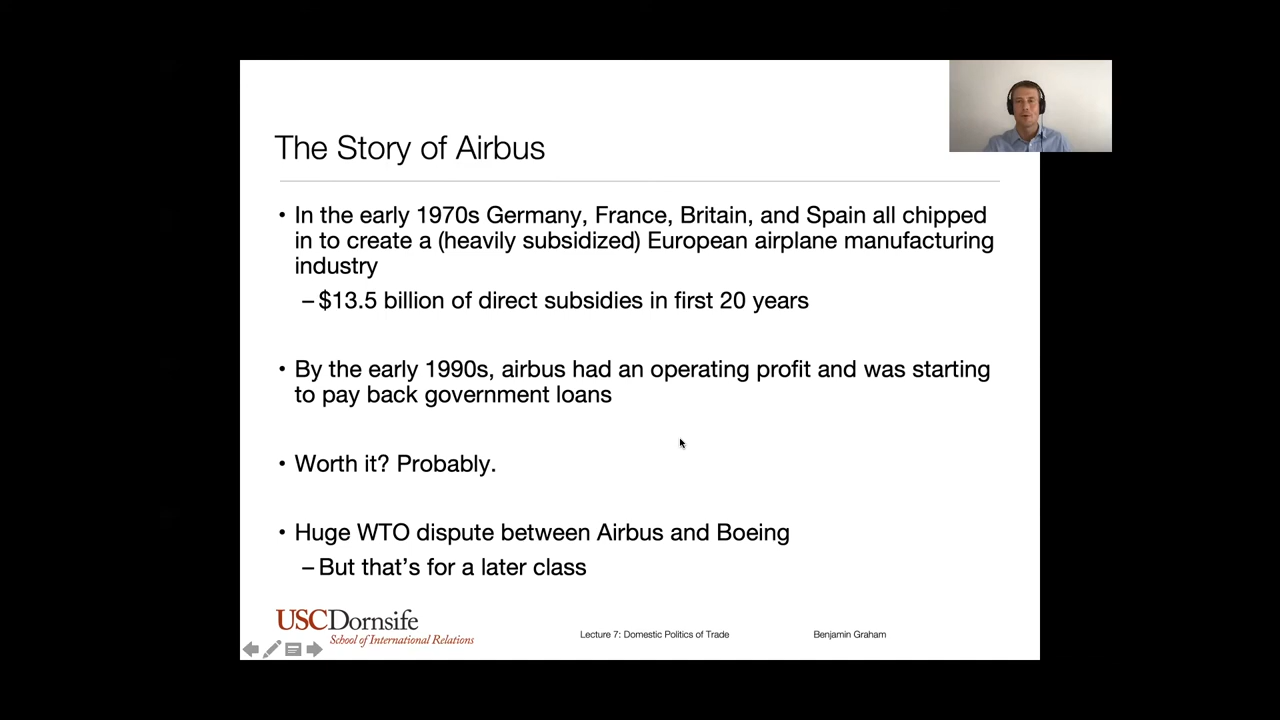 The Story of Airbus
• In the early 1970s Germany, France, Britain, and Spain all chipped
in to create a (heavily subsidized) European airplane manufacturing
industry
– $13.5 billion of direct subsidies in first 20 years
• By the early 1990s, airbus had an operating profit and was starting
to pay back government loans
• Worth it? Probably.
• Huge WTO dispute between Airbus and Boeing
– But that’s for a later class
USCDornsife
School of International Relations
Lecture 7: Domestic Politics of Trade
Benjamin Graham